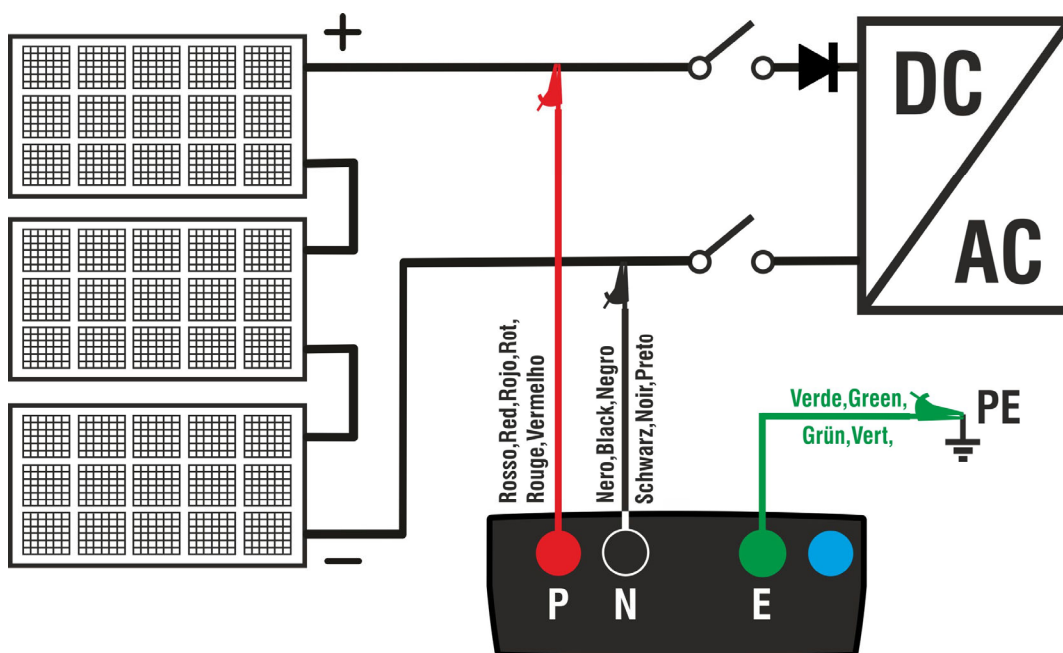 +
DC
AC
Rosso,Red,Rojo,Rot,
Rouge,Vermelho
Nero,Black,Negro
Schwarz,Noir,Preto
Verde,Green,
Grün,Vert,
PE
−
P N E